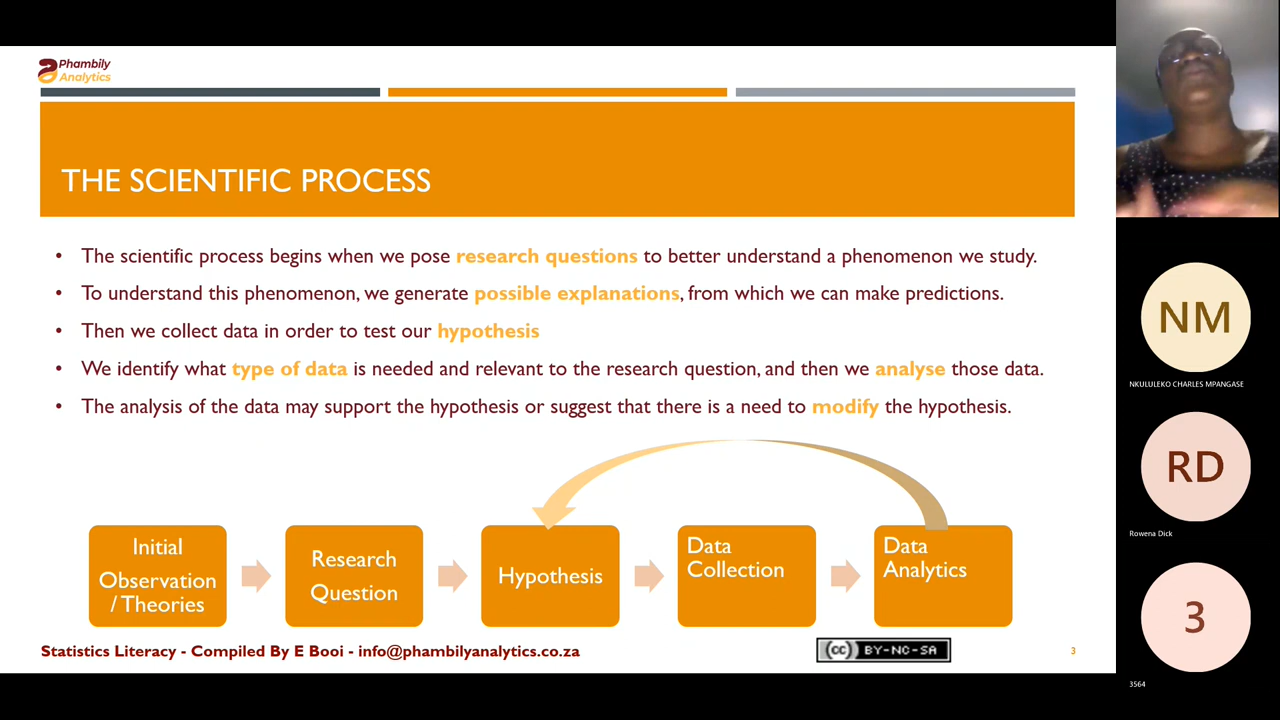 Phambily
Analytics
THE SCIENTIFIC PROCESS
• The scientific process begins when we pose research questions to better understand a phenomenon we study.
• To understand this phenomenon, we generate possible explanations, from which we can make predictions.
• Then we collect data in order to test our hypothesis
• We identify what type of data is needed and relevant to the research question, and then we analyse those data.
• The analysis of the data may support the hypothesis or suggest that there is a need to modify the hypothesis.
Initial
Observation
/ Theories
Research
Question
Hypothesis
Data
Collection
Data
Analytics
Statistics Literacy - Compiled By E Booi - info@phambilyanalytics.co.za
cc BY-NC-SA
3
NM
NKULULEKO CHARLES MPANGASE
RD
Rowena Dick
3
3564